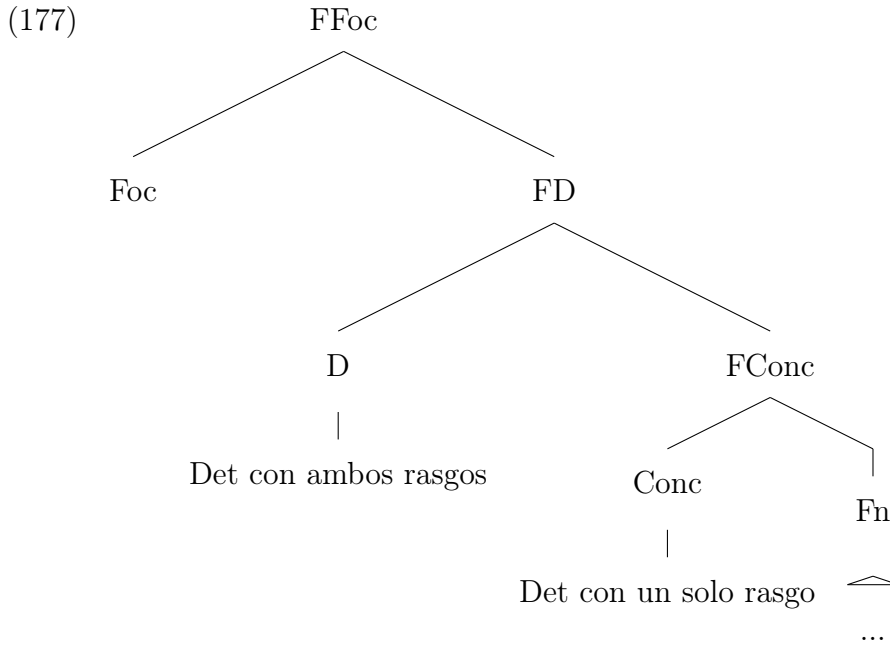 (177) FFoc
Foc FD
D FConc
Det con ambos rasgos
Conc
Fn
Det con un solo rasgo
...